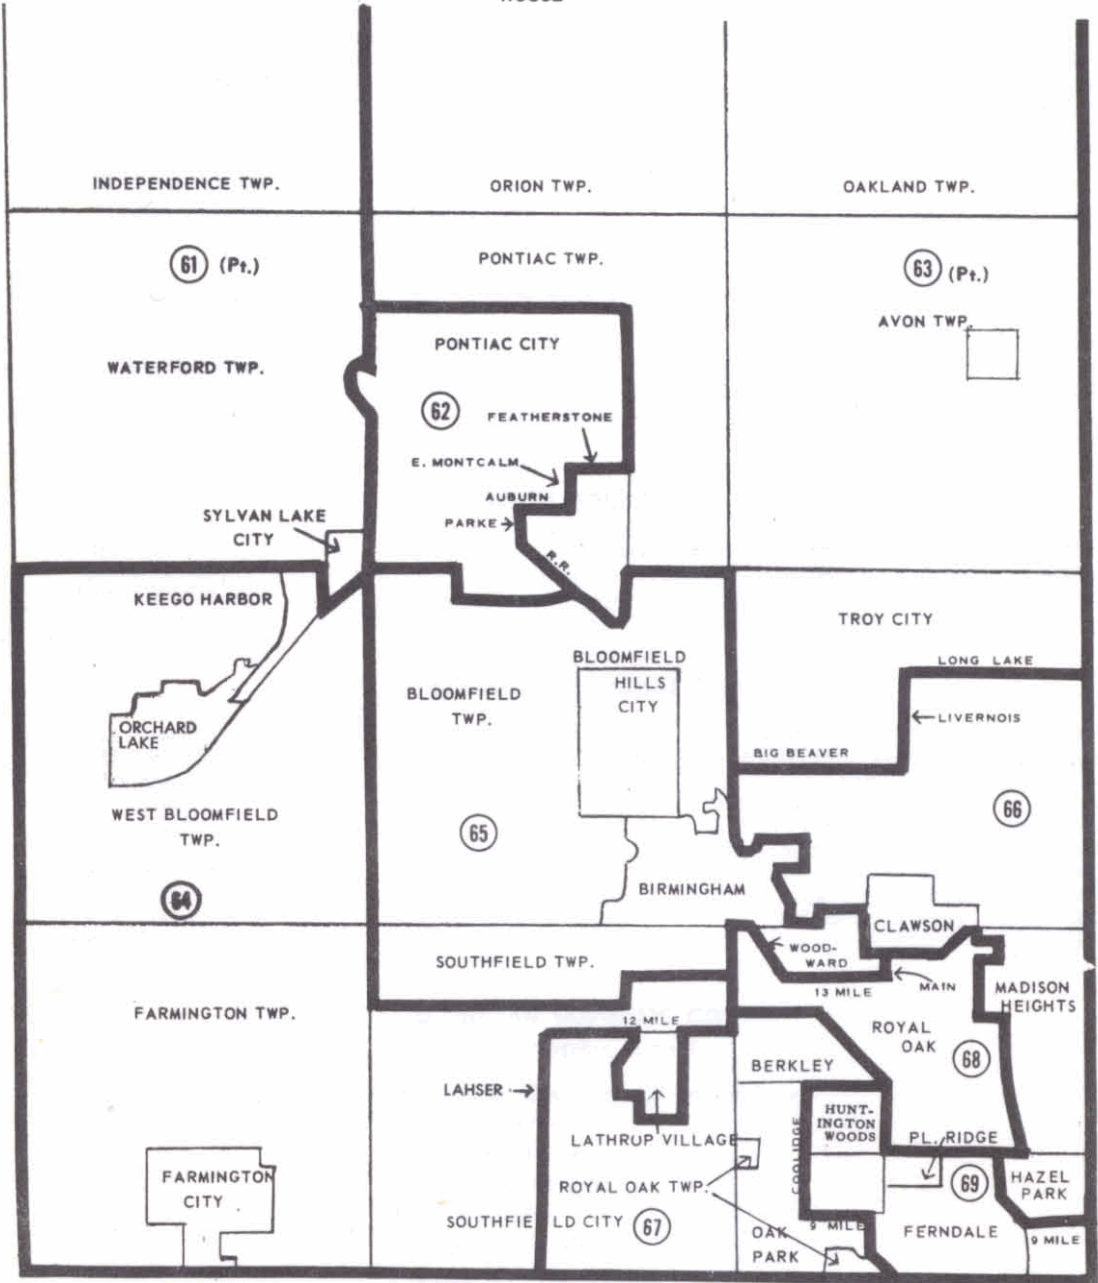 INDEPENDENCE TWP.
ORION TWP.
OAKLAND TWP.
61 (Pt.)
PONTIAC TWP.
63 (Pt.)
AVON TWP.
PONTIAC CITY
WATERFORD TWP.
62
FEATHERSTONE
E. MONTCALM
AUBURN
PARKE
SYLVAN LAKE
CITY
R.R.
KEEGO HARBOR
TROY CITY
BLOOMFIELD
HILLS
CITY
LONG LAKE
BLOOMFIELD
TWP.
LIVERNOIS
ORCHARD
LAKE
BIG BEAVER
WEST BLOOMFIELD
TWP.
65
66
64
BIRMINGHAM
CLAWSON
WOOD-
WARD
SOUTHFIELD TWP.
MAIN
13 MILE
MADISON
HEIGHTS
FARMINGTON TWP.
12 MILE
ROYAL
OAK
68
BERKLEY
LAHSER
HUNT-
INGTON
WOODS
COOLIDGE
LATHRUP VILLAGE
PL. RIDGE
FARMINGTON
CITY
ROYAL OAK TWP.
69
HAZEL
PARK
SOUTHFIELD CITY
67
9 MILE
OAK
PARK
FERNDALE
9 MILE